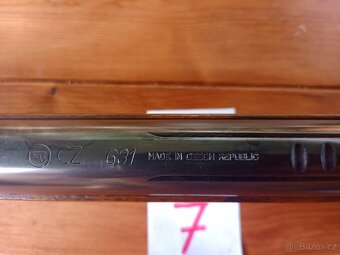 CZ 631 MADE IN CZECH REPUBLIC
7
© Bazos.cz